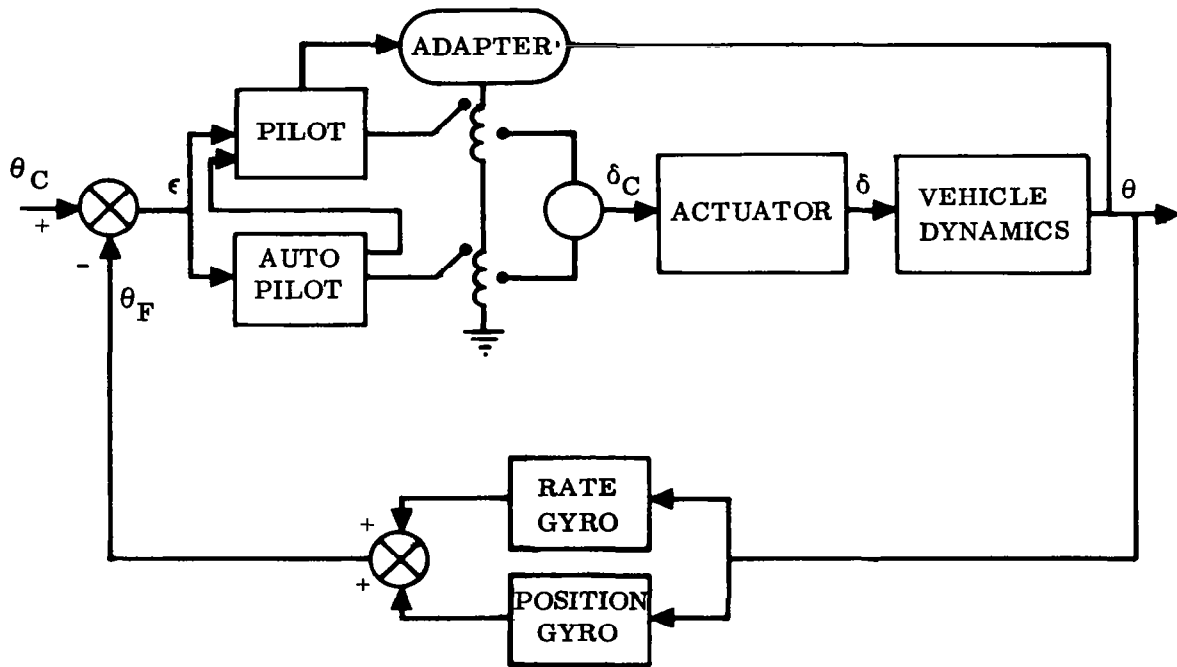 ADAPTER
PILOT
θC
+
ϵ
δC
ACTUATOR
δ
VEHICLE
DYNAMICS
θ
-
AUTO
PILOT
θF
RATE
GYRO
+
+
POSITION
GYRO